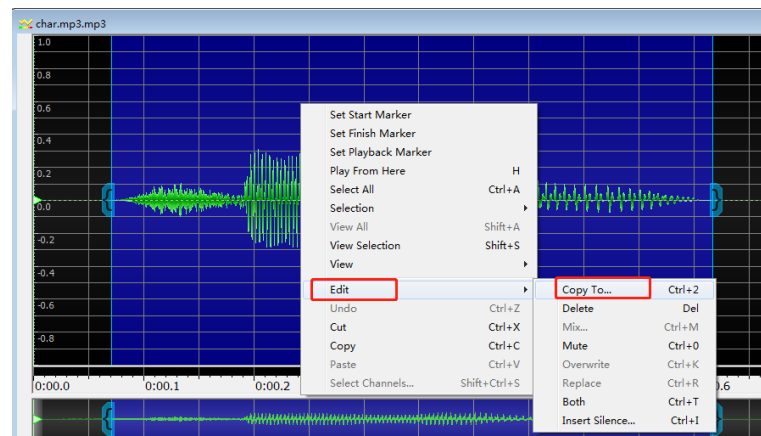 char.mp3.mp3
1.0
0.8
0.6
0.4
0.2
0.0
-0.2
-0.4
-0.6
-0.8
Set Start Marker
Set Finish Marker
Set Playback Marker
Play From Here H
Select All Ctrl+A
Selection
View All Shift+A
View Selection Shift+S
View
Edit
Undo Ctrl+Z
Cut Ctrl+X
Copy Ctrl+C
Paste Ctrl+V
Select Channels... Shift+Ctrl+S
Copy To... Ctrl+2
Delete Del
Mix... Ctrl+M
Mute Ctrl+0
Overwrite Ctrl+K
Replace Ctrl+R
Both Ctrl+T
Insert Silence... Ctrl+I
0:00.0 0:00.1 0:00.2 .6